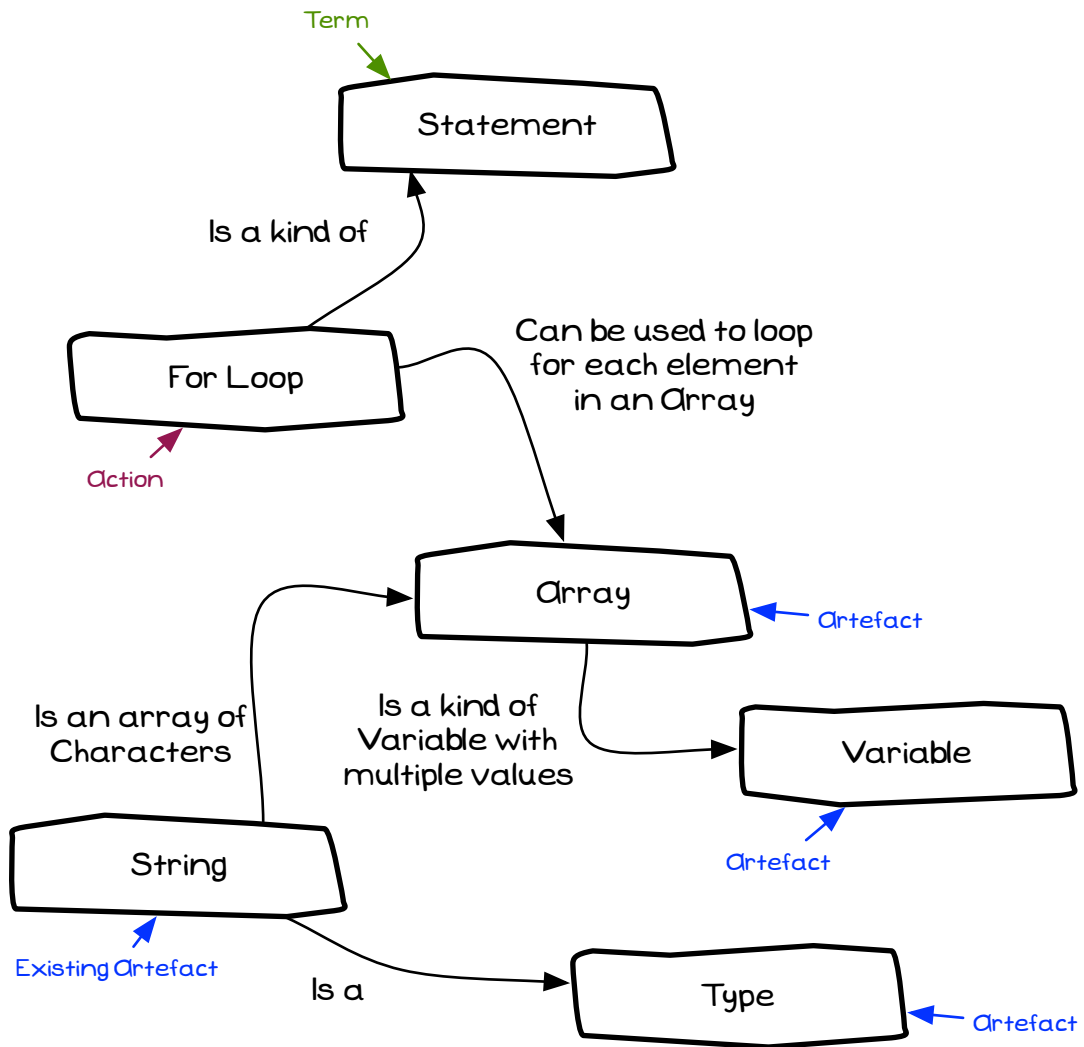 Term
Statement
Is a kind of
For Loop
Can be used to loop
for each element
in an Array
Action
Array
Artefact
Is an array of
Characters
Is a kind of
Variable with
multiple values
Variable
Artefact
String
Existing Artefact
Is a
Type
Artefact